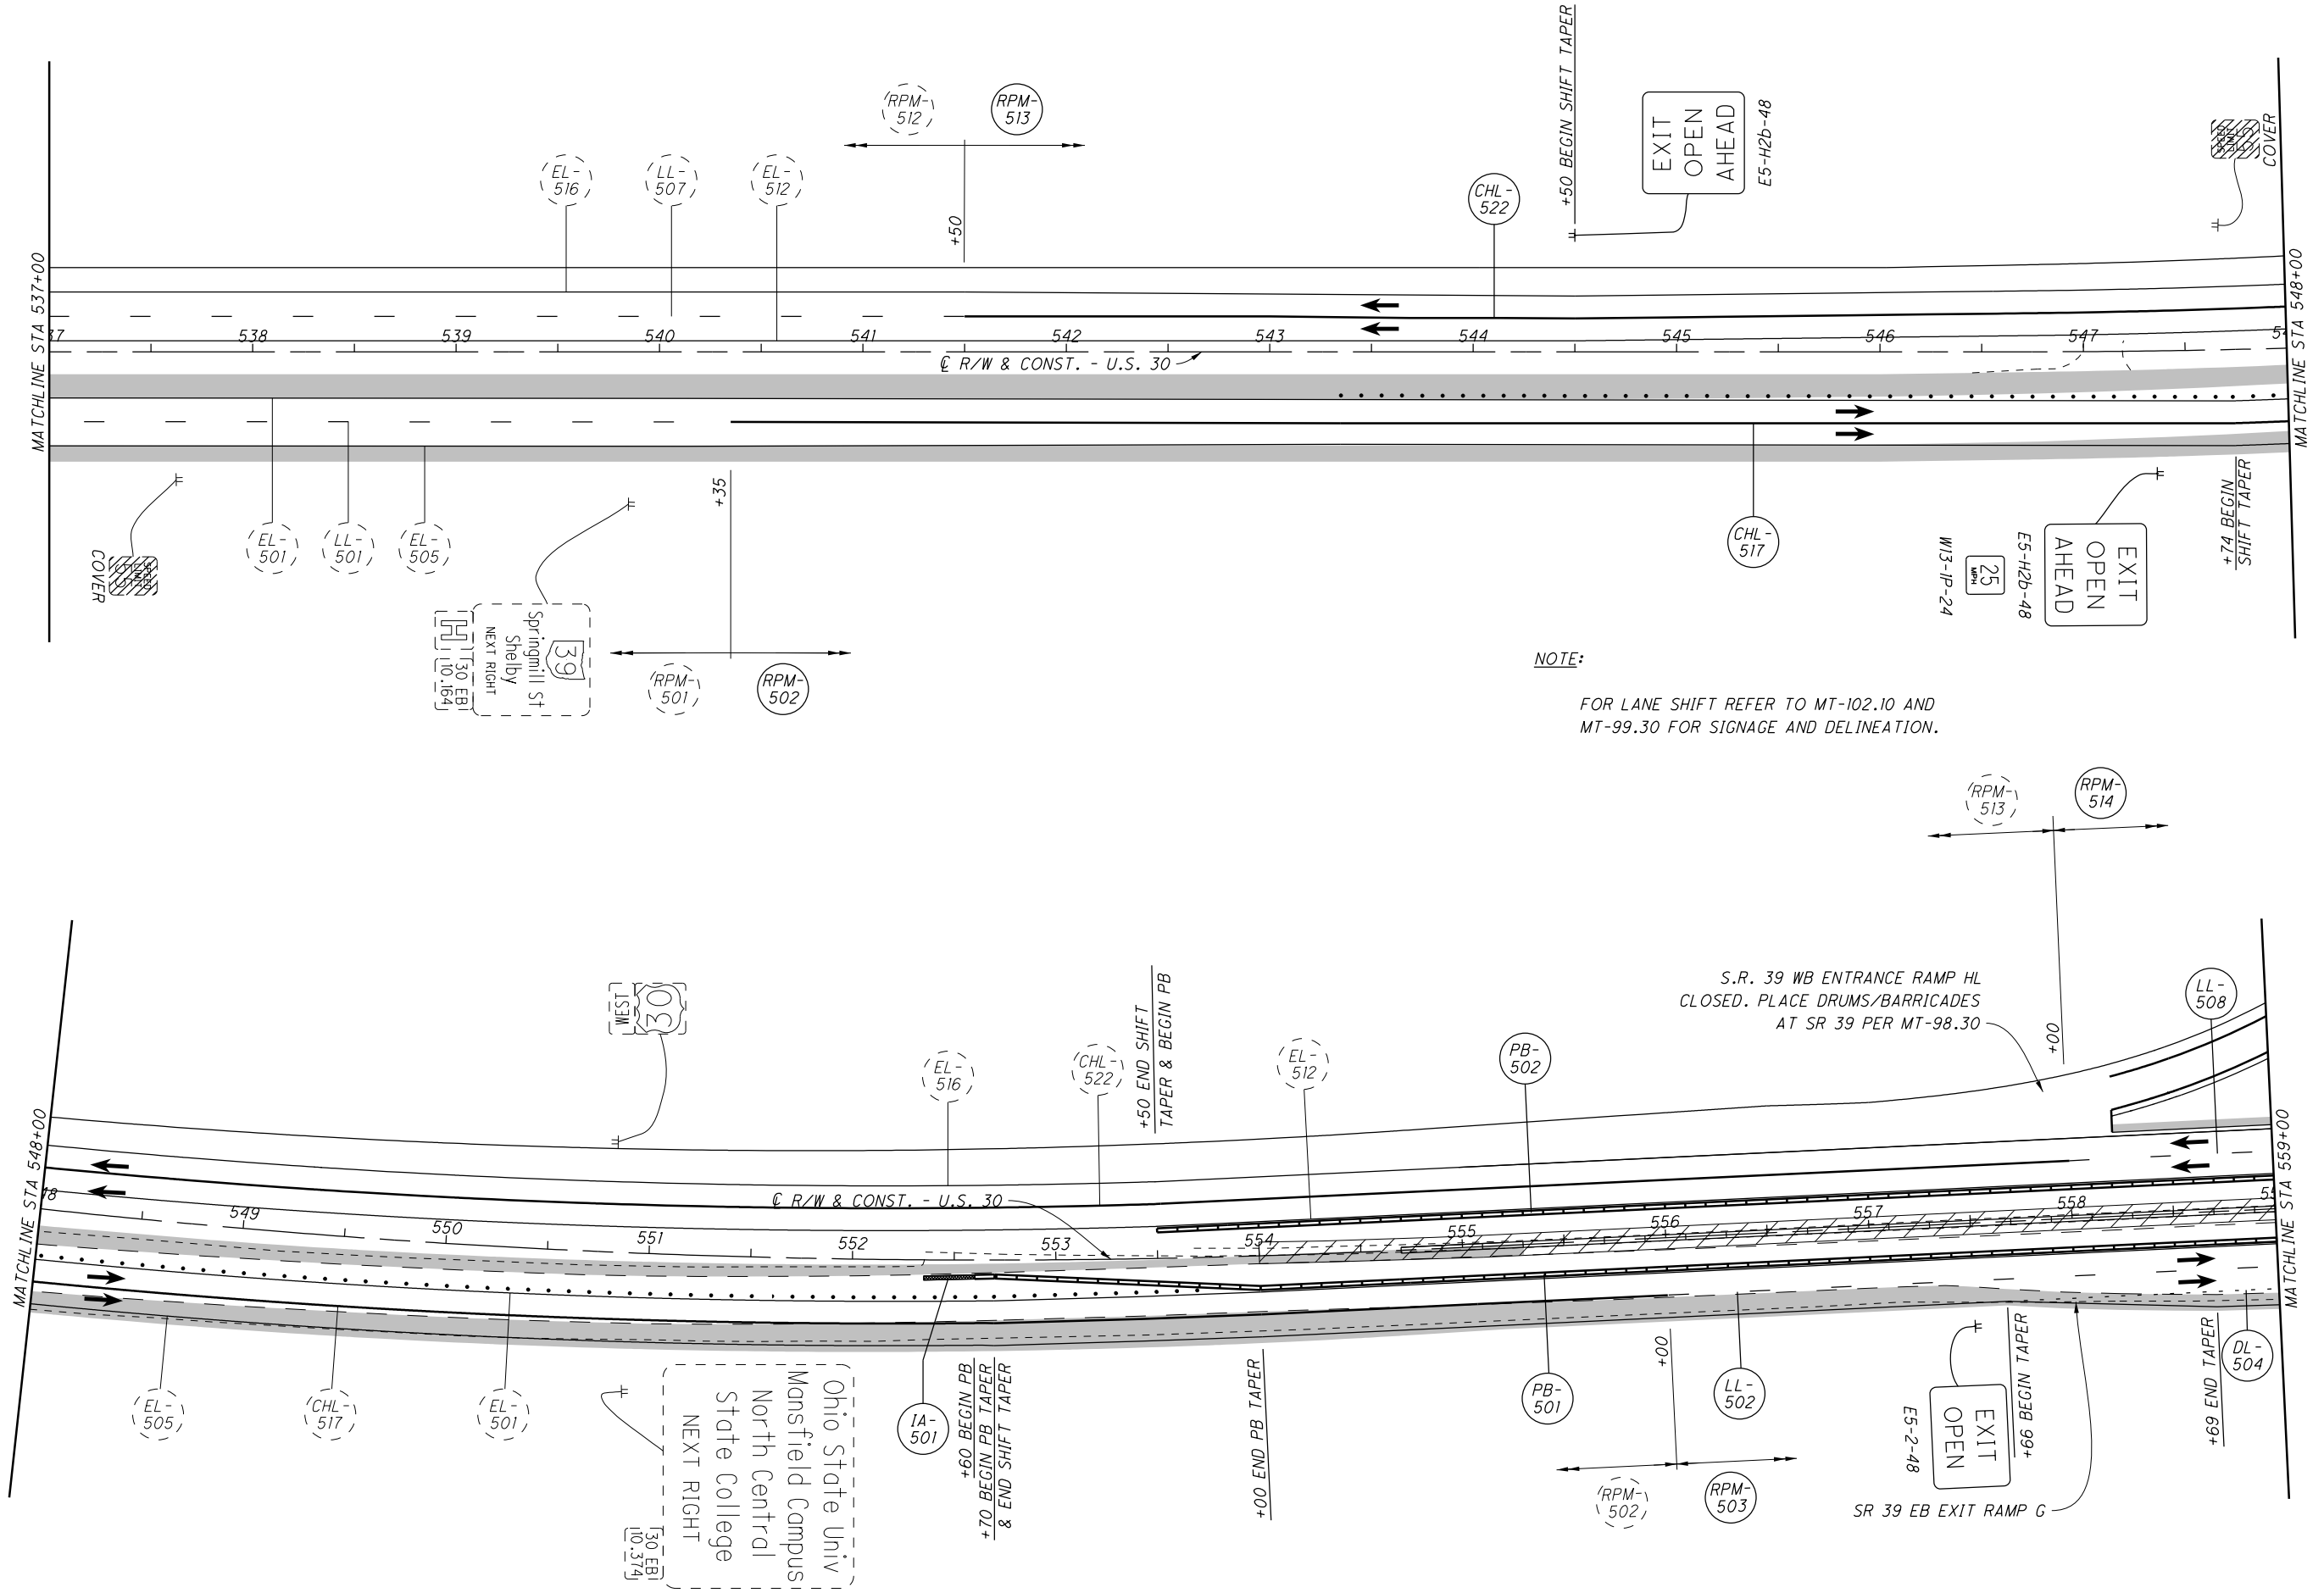 MATCHLINE STA 537+00
RPM-
512
RPM-
513
EL-
516
LL-
507
EL-
512
+50
CHL-
522
+50 BEGIN SHIFT TAPER
EXIT
OPEN
AHEAD
E5-H2b-48
SPEED
LIMIT
55
COVER
MATCHLINE STA 548+00
37
538
539
540
541
542
543
544
545
546
547
54
℄ R/W & CONST. - U.S. 30
COVER
SPEED
LIMIT
55
EL-
501
LL-
501
EL-
505
+35
39
Springmill St
Shelby
NEXT RIGHT
H
30 EB
10.164
RPM-
501
RPM-
502
CHL-
517
W13-1P-24
25
MPH
E5-H2b-48
EXIT
OPEN
AHEAD
+74 BEGIN
SHIFT TAPER
NOTE:
FOR LANE SHIFT REFER TO MT-102.10 AND
MT-99.30 FOR SIGNAGE AND DELINEATION.
RPM-
513
RPM-
514
+00
S.R. 39 WB ENTRANCE RAMP HL
CLOSED. PLACE DRUMS/BARRICADES
AT SR 39 PER MT-98.30
LL-
508
WEST
30
EL-
516
CHL-
522
+50 END SHIFT
TAPER & BEGIN PB
EL-
512
PB-
502
MATCHLINE STA 548+00
MATCHLINE STA 559+00
℄ R/W & CONST. - U.S. 30
48
549
550
551
552
553
554
555
556
557
558
55
EL-
505
CHL-
517
EL-
501
Ohio State Univ
Mansfield Campus
North Central
State College
NEXT RIGHT
30 EB
10.374
IA-
501
+60 BEGIN PB
+70 BEGIN PB TAPER
& END SHIFT TAPER
+00 END PB TAPER
PB-
501
+00
LL-
502
RPM-
502
RPM-
503
E5-2-48
EXIT
OPEN
+66 BEGIN TAPER
+69 END TAPER
DL-
504
SR 39 EB EXIT RAMP G